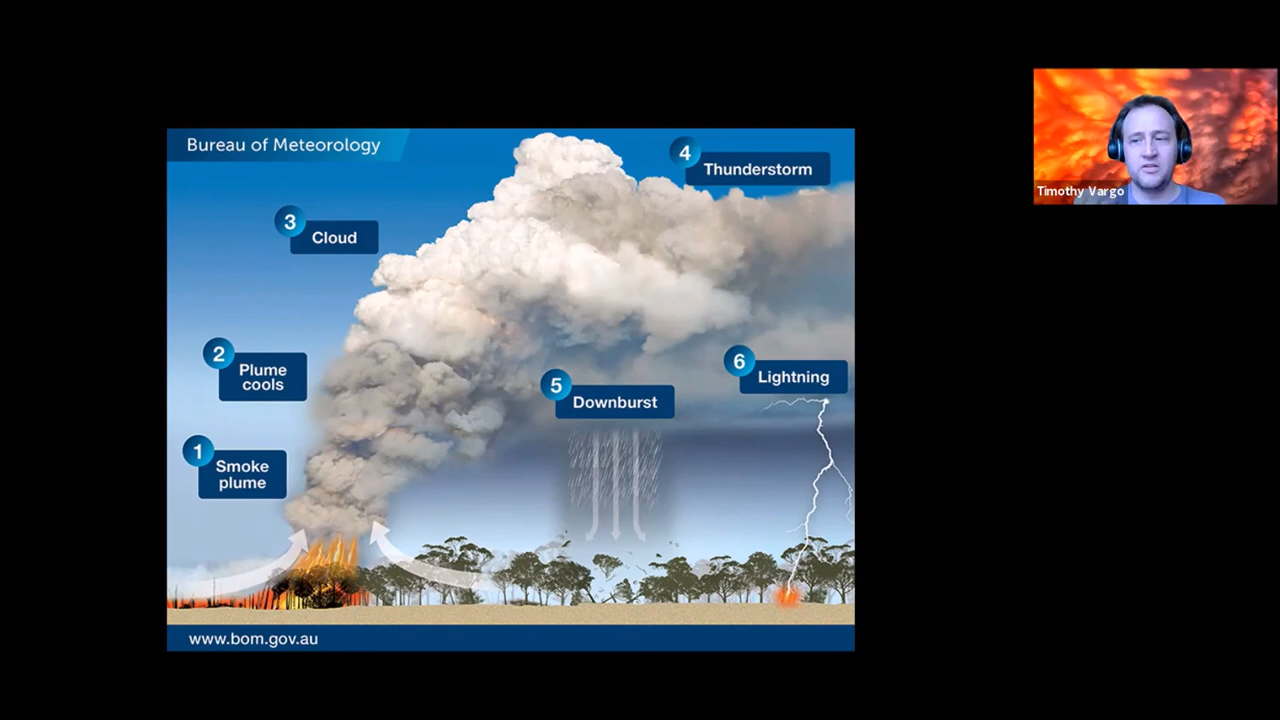 Bureau of Meteorology
4
Thunderstorm
3
Cloud
2
Plume
cools
6
Lightning
5
Downburst
1
Smoke
plume
www.bom.gov.au
Timothy Vargo